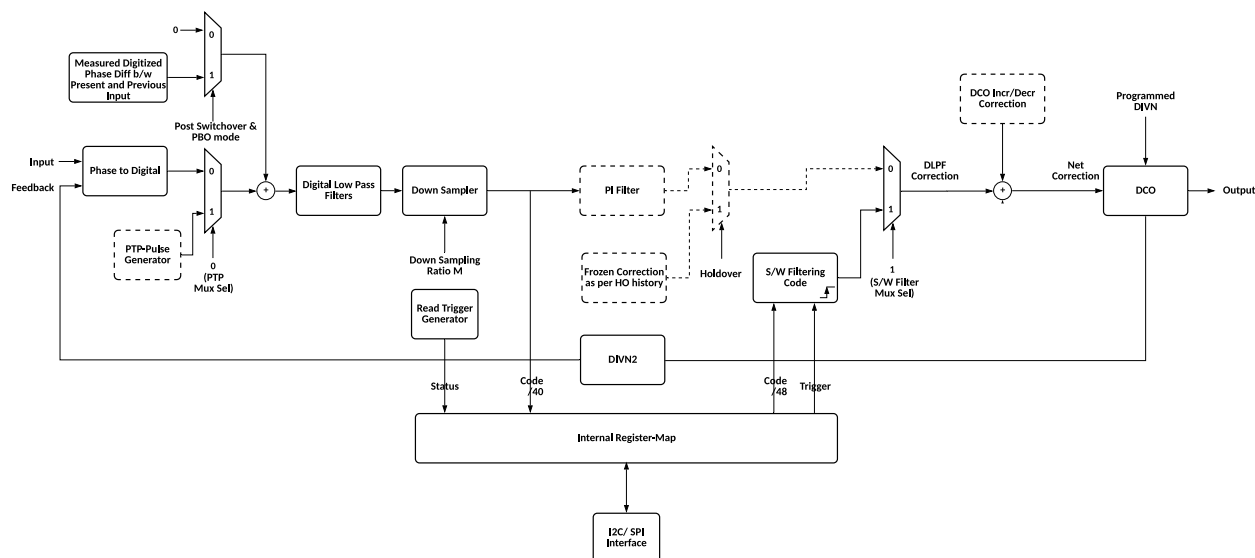 0
0
Measured Digitized
Phase Diff b/w
Present and Previous
Input
1
Post Switchover &
PBO mode
Input
Feedback
Phase to Digital
0
1
PTP-Pulse
Generator
0
(PTP
Mux Sel)
+
Digital Low Pass
Filters
Down Sampler
Down Sampling
Ratio M
Read Trigger
Generator
PI Filter
Frozen Correction
as per HO history
0
1
Holdover
S/W Filtering
Code
0
1
1
(S/W Filter
Mux Sel)
DLPF
Correction
DCO Incr/Decr
Correction
+
Net
Correction
Programmed
DIVN
DCO
Output
DIVN2
Status
Code
/40
Code
/48
Trigger
Internal Register-Map
I2C/ SPI
Interface